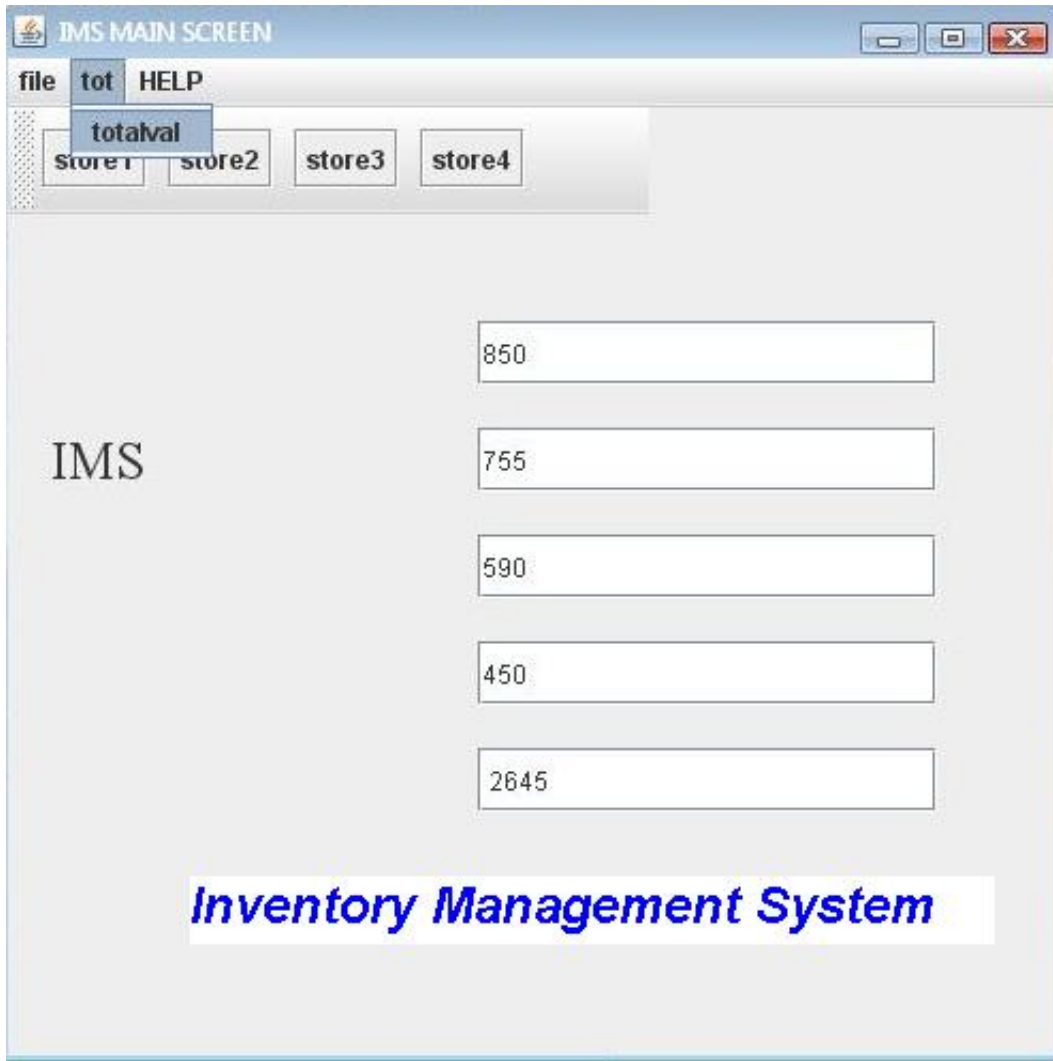 IMS MAIN SCREEN
file tot HELP
totalval
store1 store2 store3 store4
850
IMS
755
590
450
2645
Inventory Management System